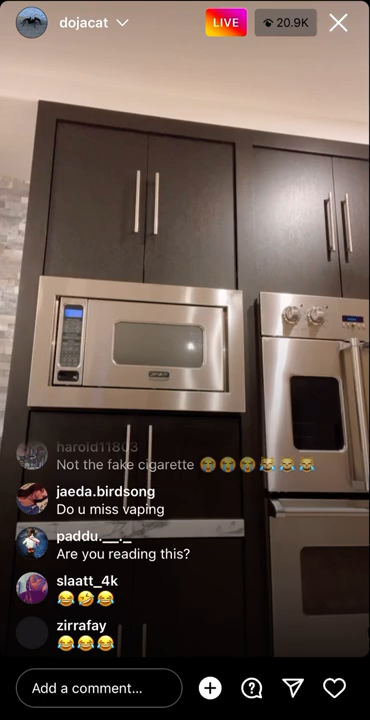 dojacat
LIVE
20.9K
harold11803
Not the fake cigarette 😭😭😭😹😹😹
jaeda.birdsong
Do u miss vaping
paddu.__._
Are you reading this?
slaatt_4k
😂🤣😂
zirrafay
😂😂😂
Add a comment...